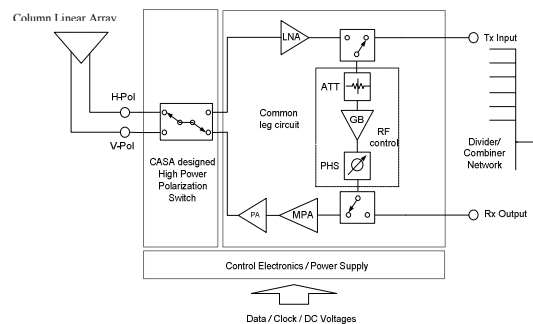 Column Linear Array
H-Pol
V-Pol
CASA designed
High Power
Polarization
Switch
LNA
Common
leg circuit
ATT
GB
RF
control
PHS
PA
MPA
Tx Input
Divider/
Combiner
Network
Rx Output
Control Electronics / Power Supply
Data / Clock / DC Voltages